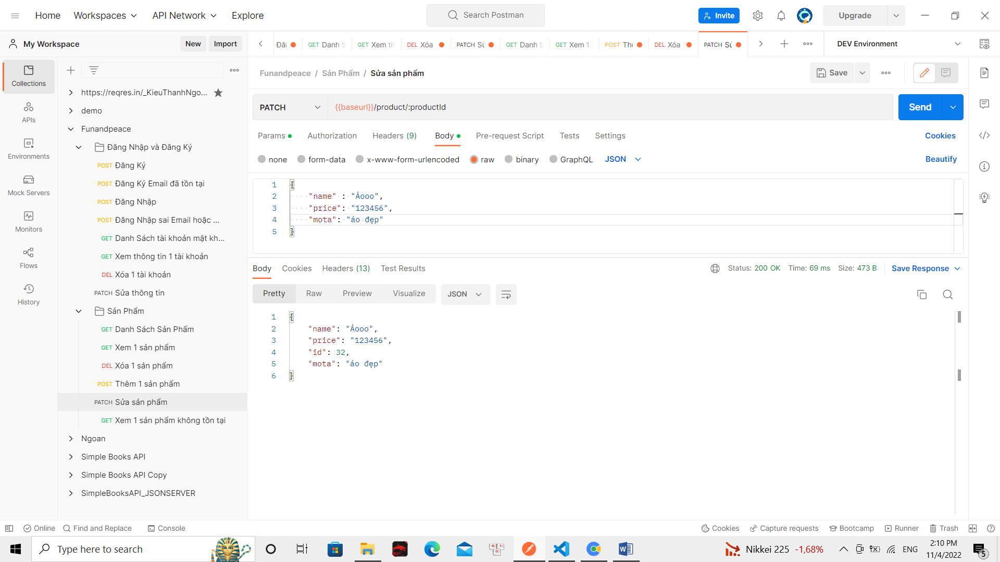 Home
Workspaces
API Network
Explore
Search Postman
Invite
Upgrade
My Workspace
New
Import
GET Danh S
GET Xem th
DEL Xóa
PATCH
GET Danh S
GET Xem 1
POST Thê
DEL Xóa
PATCH
DEV Environment
Collections
APIs
Environments
Mock Servers
Monitors
Flows
History
https://reqres.in/_KieuThanhNgo...
demo
Funandpeace
Đăng Nhập và Đăng Ký
POST Đăng Ký
POST Đăng Ký Email đã tồn tại
POST Đăng Nhập
POST Đăng Nhập sai Email hoặc ...
GET Danh Sách tài khoản mật kh...
GET Xem thông tin 1 tài khoản
DEL Xóa 1 tài khoản
PATCH Sửa thông tin
Sản Phẩm
GET Danh Sách Sản Phẩm
GET Xem 1 sản phẩm
DEL Xóa 1 sản phẩm
POST Thêm 1 sản phẩm
PATCH Sửa sản phẩm
GET Xem 1 sản phẩm không tồn tại
Ngoan
Simple Books API
Simple Books API Copy
SimpleBooksAPI_JSONSERVER
Funandpeace / Sản Phẩm / Sửa sản phẩm
Save
PATCH
{{baseurl}}/product/:productId
Send
Params
Authorization
Headers (9)
Body
Pre-request Script
Tests
Settings
Cookies
none
form-data
x-www-form-urlencoded
raw
binary
GraphQL
JSON
Beautify
1 {
2 "name" : "Áooo",
3 "price": "123456",
4 "mota": "áo đẹp"
5 }
Body
Cookies
Headers (13)
Test Results
Status: 200 OK
Time: 69 ms
Size: 473 B
Save Response
Pretty
Raw
Preview
Visualize
JSON
1 {
2 "name": "Áooo",
3 "price": "123456",
4 "id": 32,
5 "mota": "áo đẹp"
6 }
Online
Find and Replace
Console
Cookies
Capture requests
Bootcamp
Runner
Trash
Type here to search
Nikkei 225 -1,68%
ENG
2:10 PM
11/4/2022
5